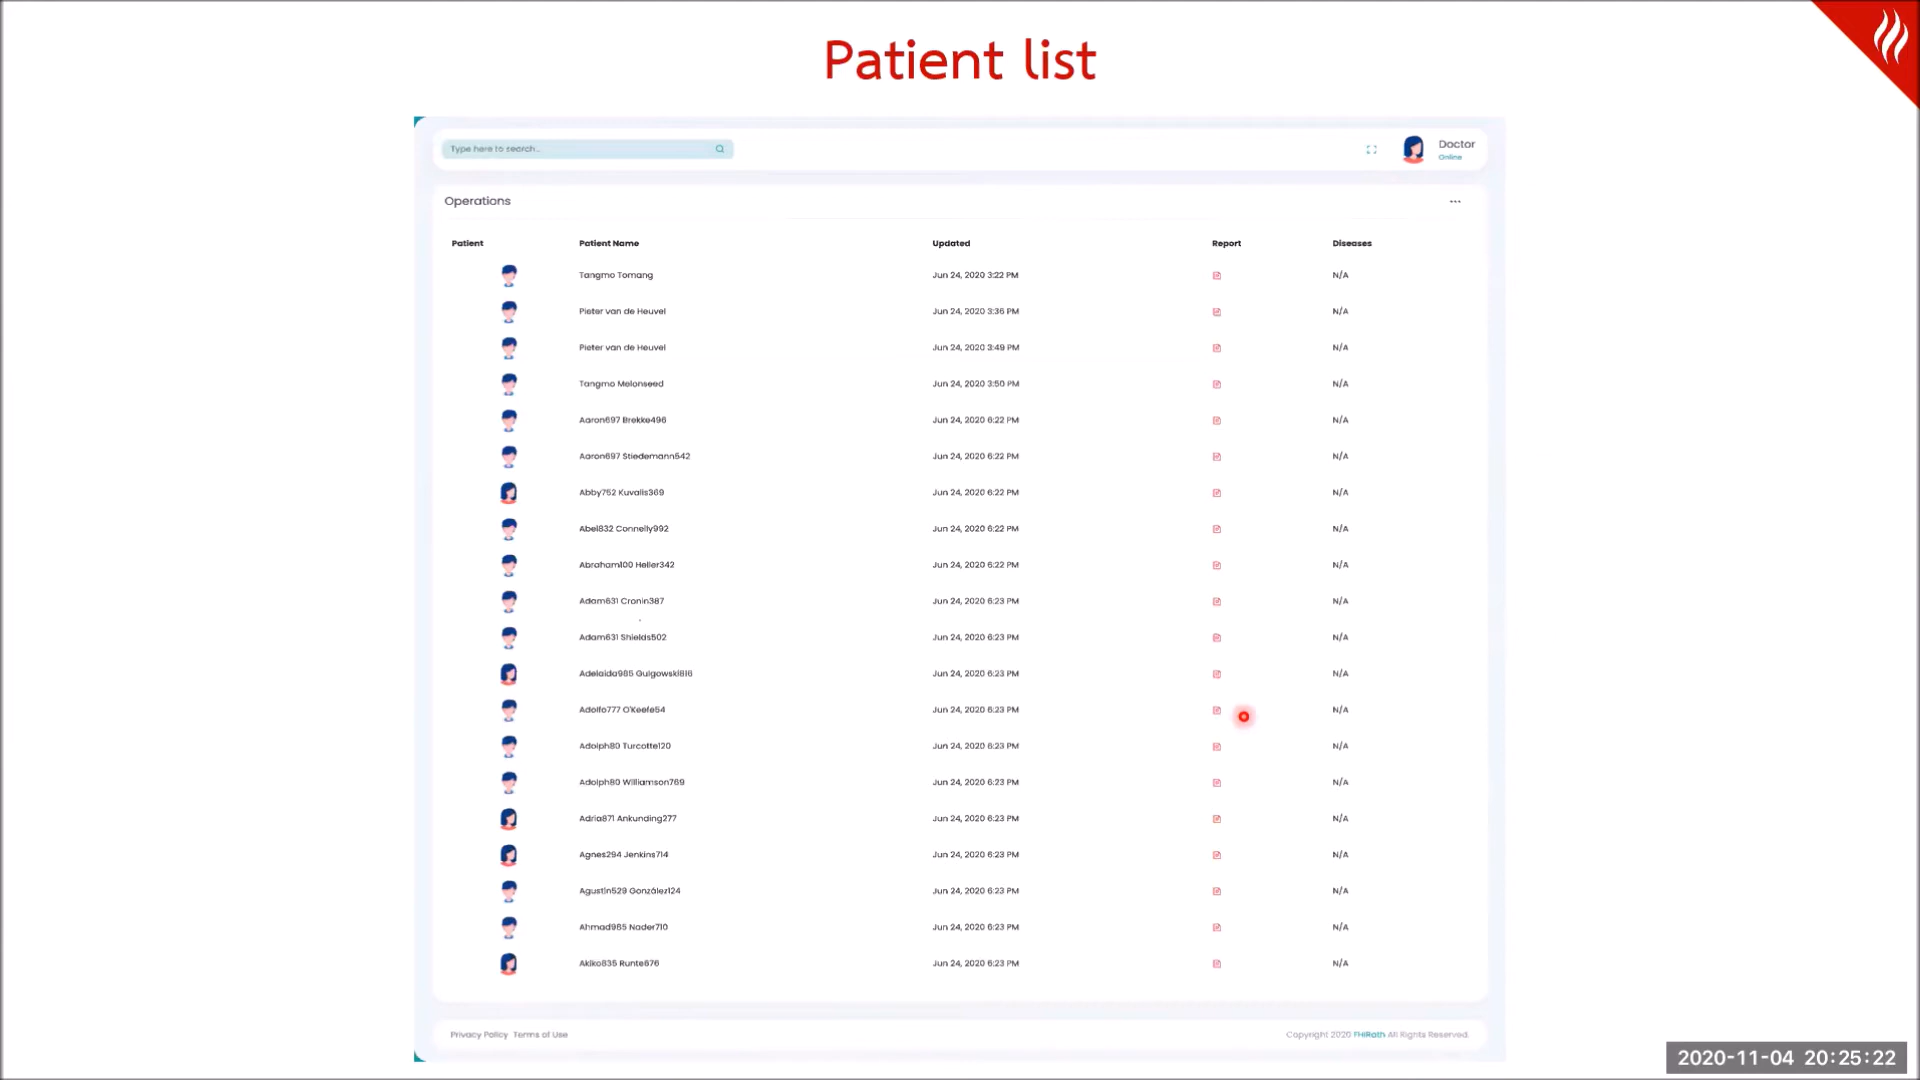 Patient list
Type here to search...
Doctor
Online
Operations
Patient Patient Name Updated Report Diseases
Tangmo Tomang Jun 24, 2020 3:22 PM N/A
Pieter van de Heuvel Jun 24, 2020 3:36 PM N/A
Pieter van de Heuvel Jun 24, 2020 3:49 PM N/A
Tangmo Melonseed Jun 24, 2020 3:50 PM N/A
Aaron697 Brekke496 Jun 24, 2020 6:22 PM N/A
Aaron697 Stiedemann542 Jun 24, 2020 6:22 PM N/A
Abby752 Kuvalis369 Jun 24, 2020 6:22 PM N/A
Abel832 Connelly992 Jun 24, 2020 6:22 PM N/A
Abraham100 Heller342 Jun 24, 2020 6:22 PM N/A
Adam631 Cronin387 Jun 24, 2020 6:23 PM N/A
Adam631 Shields502 Jun 24, 2020 6:23 PM N/A
Adelaida985 Gulgowski816 Jun 24, 2020 6:23 PM N/A
Adolfo777 O'Keefe54 Jun 24, 2020 6:23 PM N/A
Adolph80 Turcotte120 Jun 24, 2020 6:23 PM N/A
Adolph80 Williamson769 Jun 24, 2020 6:23 PM N/A
Adria871 Ankunding277 Jun 24, 2020 6:23 PM N/A
Agnes294 Jenkins714 Jun 24, 2020 6:23 PM N/A
Agustín529 González124 Jun 24, 2020 6:23 PM N/A
Ahmad985 Nader710 Jun 24, 2020 6:23 PM N/A
Akiko835 Runte676 Jun 24, 2020 6:23 PM N/A
Privacy Policy Terms of Use Copyright 2020 FHIRoth All Rights Reserved.
2020-11-04 20:25:22